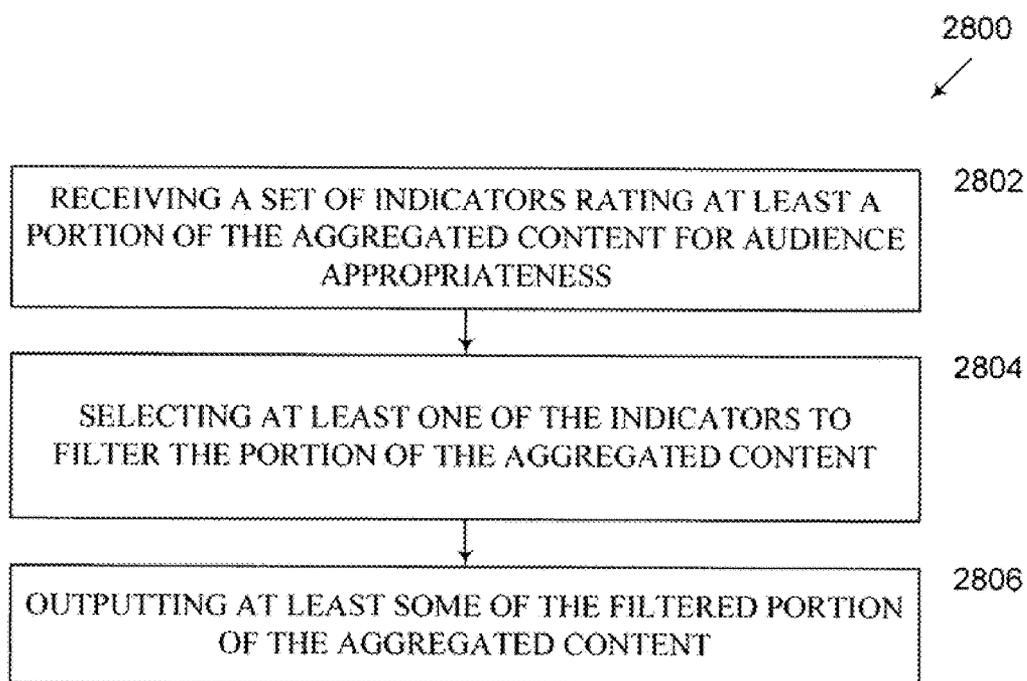 2800
2802
RECEIVING A SET OF INDICATORS RATING AT LEAST A
PORTION OF THE AGGREGATED CONTENT FOR AUDIENCE
APPROPRIATENESS
2804
SELECTING AT LEAST ONE OF THE INDICATORS TO
FILTER THE PORTION OF THE AGGREGATED CONTENT
2806
OUTPUTTING AT LEAST SOME OF THE FILTERED PORTION
OF THE AGGREGATED CONTENT